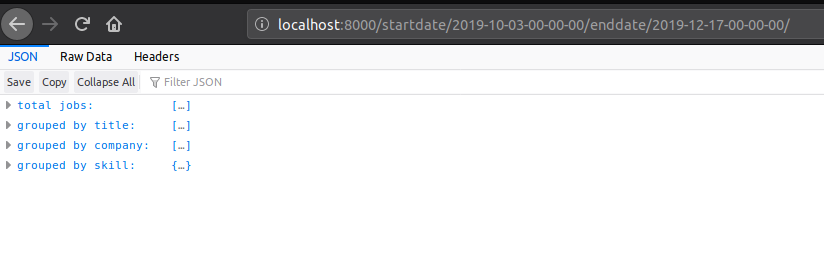 localhost:8000/startdate/2019-10-03-00-00-00/enddate/2019-12-17-00-00-00/
JSON Raw Data Headers
Save Copy Collapse All Filter JSON
total jobs: […]
grouped by title: […]
grouped by company: […]
grouped by skill: {…}